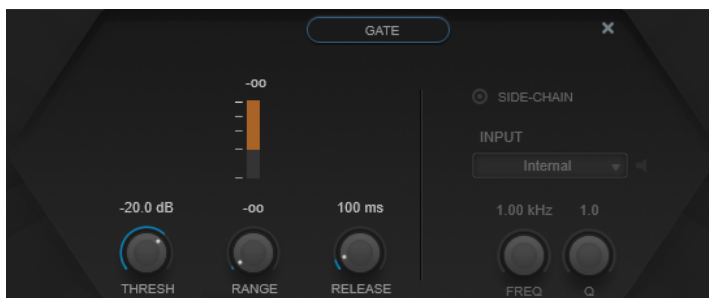 GATE
×
-oo
SIDE-CHAIN
INPUT
Internal
-20.0 dB -oo 100 ms 1.00 kHz 1.0
THRESH RANGE RELEASE FREQ Q